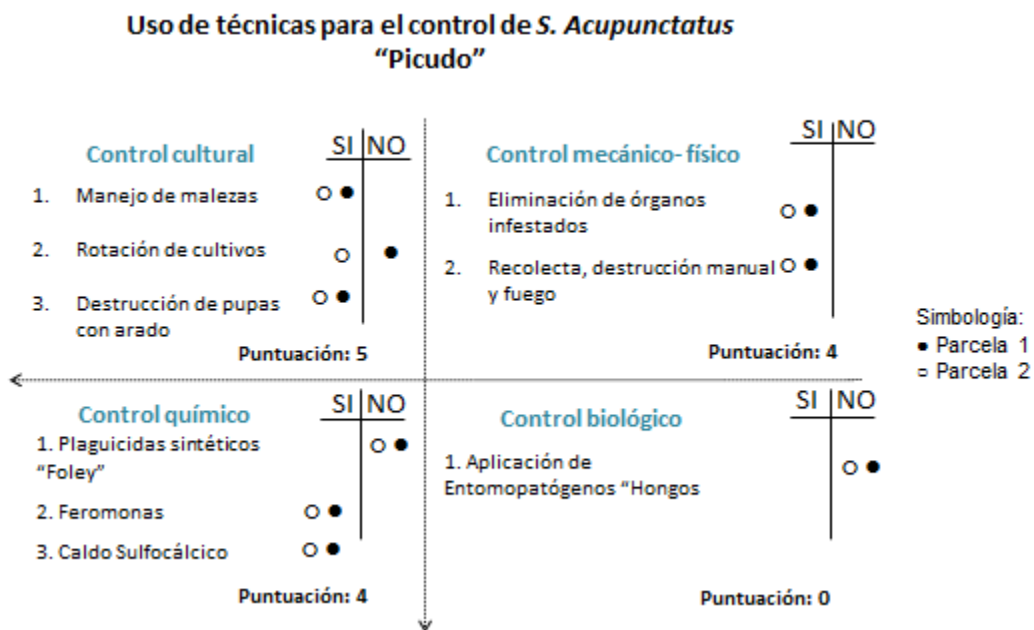 Uso de técnicas para el control de S. Acupunctatus
“Picudo”
Control cultural
SI NO
1. Manejo de malezas
2. Rotación de cultivos
3. Destrucción de pupas
con arado
Puntuación: 5
Control mecánico- físico
SI NO
1. Eliminación de órganos
infestados
2. Recolecta, destrucción manual
y fuego
Puntuación: 4
Simbología:
● Parcela 1
○ Parcela 2
Control químico
SI NO
1. Plaguicidas sintéticos
“Foley”
2. Feromonas
3. Caldo Sulfocálcico
Puntuación: 4
Control biológico
SI NO
1. Aplicación de
Entomopatógenos “Hongos
Puntuación: 0